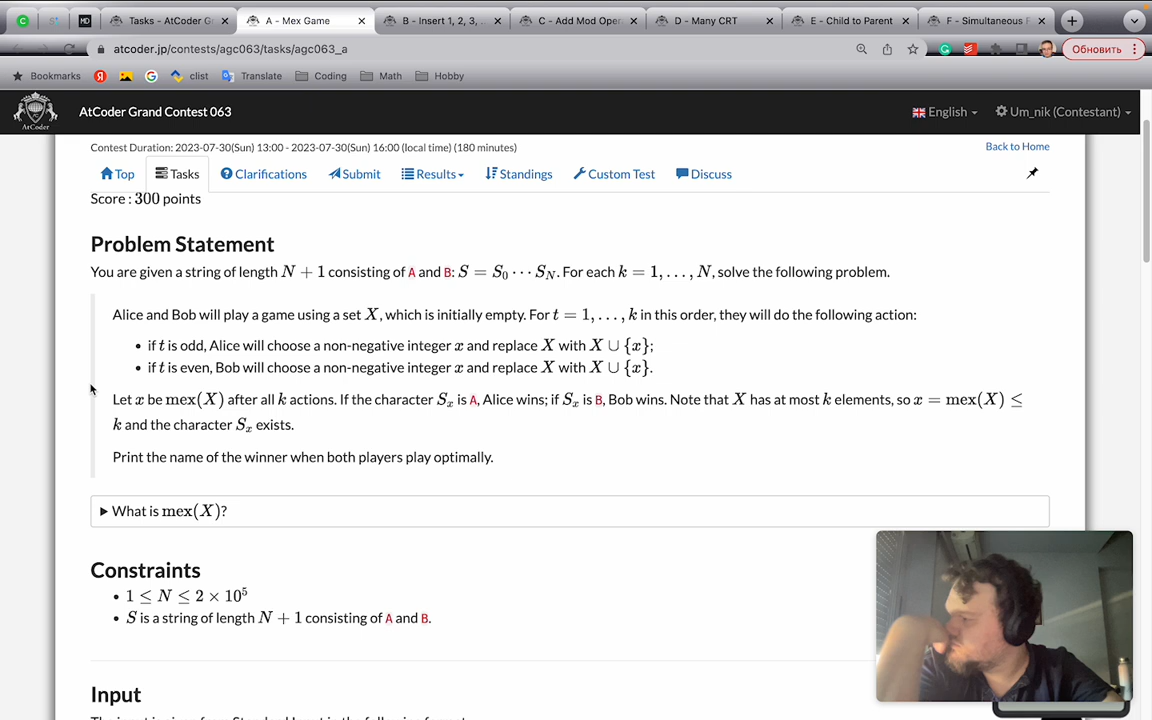 Tasks - AtCoder Gr
A - Mex Game
B - Insert 1, 2, 3, ...
C - Add Mod Oper
D - Many CRT
E - Child to Parent
F - Simultaneous F
atcoder.jp/contests/agc063/tasks/agc063_a
Обновить
Bookmarks clist Translate Coding Math Hobby
AtCoder Grand Contest 063 English Um_nik (Contestant)
Contest Duration: 2023-07-30(Sun) 13:00 - 2023-07-30(Sun) 16:00 (local time) (180 minutes) Back to Home
Top Tasks Clarifications Submit Results Standings Custom Test Discuss
Score : 300 points
Problem Statement
You are given a string of length N + 1 consisting of A and B: S = S₀ ⋯ S_N. For each k = 1, … , N, solve the following problem.
Alice and Bob will play a game using a set X, which is initially empty. For t = 1, … , k in this order, they will do the following action:
• if t is odd, Alice will choose a non-negative integer x and replace X with X ∪ {x};
• if t is even, Bob will choose a non-negative integer x and replace X with X ∪ {x}.
Let x be mex(X) after all k actions. If the character Sₓ is A, Alice wins; if Sₓ is B, Bob wins. Note that X has at most k elements, so x = mex(X) ≤
k and the character Sₓ exists.
Print the name of the winner when both players play optimally.
▶ What is mex(X)?
Constraints
• 1 ≤ N ≤ 2 × 10⁵
• S is a string of length N + 1 consisting of A and B.
Input